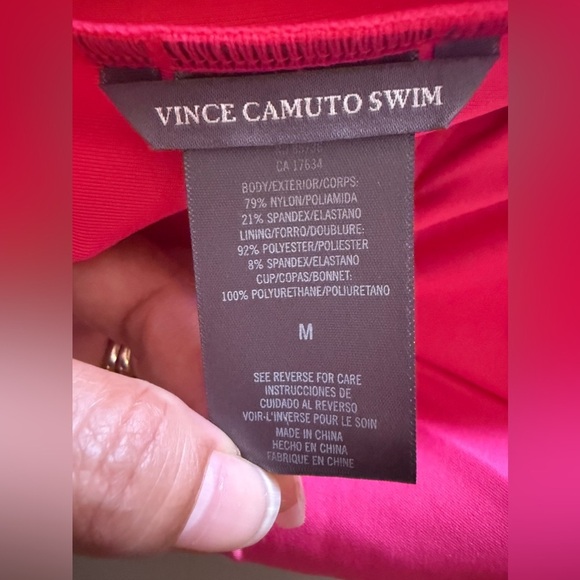 VINCE CAMUTO SWIM
CA 17634
BODY/EXTERIOR/CORPS:
79% NYLON/POLIAMIDA
21% SPANDEX/ELASTANO
LINING/FORRO/DOUBLURE:
92% POLYESTER/POLIESTER
8% SPANDEX/ELASTANO
CUP/COPAS/BONNET:
100% POLYURETHANE/POLIURETANO
M
SEE REVERSE FOR CARE
INSTRUCCIONES DE
CUIDADO AL REVERSO
VOIR-L'INVERSE POUR LE SOIN
MADE IN CHINA
HECHO EN CHINA
FABRIQUE EN CHINE